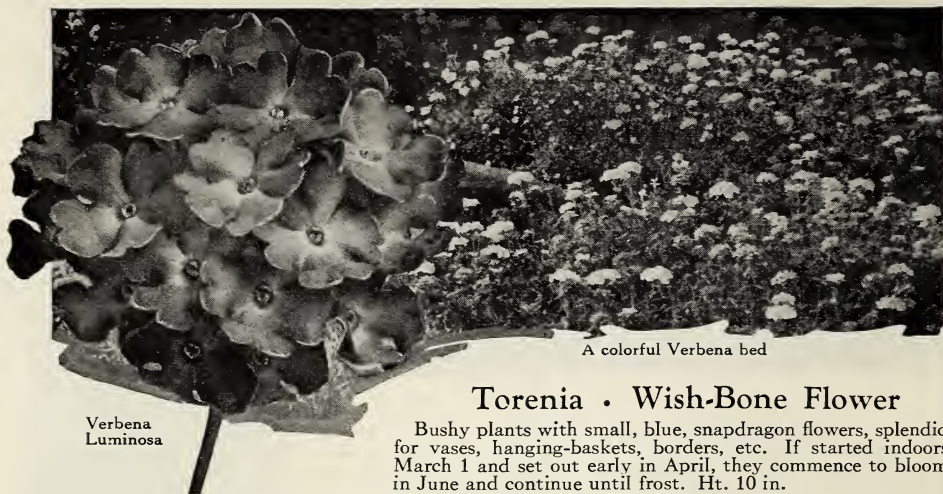 A colorful Verbena bed
Verbena
Luminosa
Torenia . Wish-Bone Flower
Bushy plants with small, blue, snapdragon flowers, splendid
for vases, hanging-baskets, borders, etc. If started indoors
March 1 and set out early in April, they commence to bloom
in June and continue until frost. Ht. 10 in.